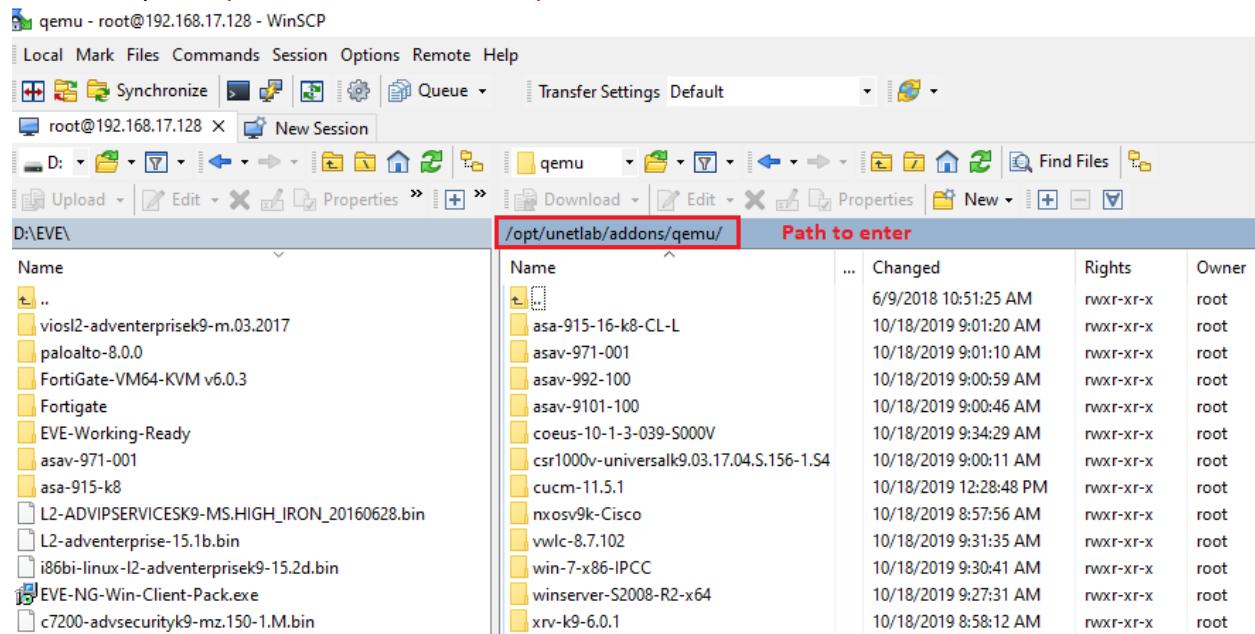 qemu - root@192.168.17.128 - WinSCP
Local Mark Files Commands Session Options Remote Help
Synchronize Queue Transfer Settings Default
root@192.168.17.128 × New Session
D: qemu Find Files
Upload Edit Properties » » Download Edit Properties New
D:\EVE\ /opt/unetlab/addons/qemu/ Path to enter
Name Name ... Changed Rights Owner
.. .. 6/9/2018 10:51:25 AM rwxr-xr-x root
viosl2-adventerprisek9-m.03.2017 asa-915-16-k8-CL-L 10/18/2019 9:01:20 AM rwxr-xr-x root
paloalto-8.0.0 asav-971-001 10/18/2019 9:01:10 AM rwxr-xr-x root
FortiGate-VM64-KVM v6.0.3 asav-992-100 10/18/2019 9:00:59 AM rwxr-xr-x root
Fortigate asav-9101-100 10/18/2019 9:00:46 AM rwxr-xr-x root
EVE-Working-Ready coeus-10-1-3-039-S000V 10/18/2019 9:34:29 AM rwxr-xr-x root
asav-971-001 csr1000v-universalk9.03.17.04.S.156-1.S4 10/18/2019 9:00:11 AM rwxr-xr-x root
asa-915-k8 cucm-11.5.1 10/18/2019 12:28:48 PM rwxr-xr-x root
L2-ADVIPSERVICESK9-MS.HIGH_IRON_20160628.bin nxosv9k-Cisco 10/18/2019 8:57:56 AM rwxr-xr-x root
L2-adventerprise-15.1b.bin vwlc-8.7.102 10/18/2019 9:31:35 AM rwxr-xr-x root
i86bi-linux-l2-adventerprisek9-15.2d.bin win-7-x86-IPCC 10/18/2019 9:30:41 AM rwxr-xr-x root
EVE-NG-Win-Client-Pack.exe winserver-S2008-R2-x64 10/18/2019 9:27:31 AM rwxr-xr-x root
c7200-advsecurityk9-mz.150-1.M.bin xrv-k9-6.0.1 10/18/2019 8:58:12 AM rwxr-xr-x root